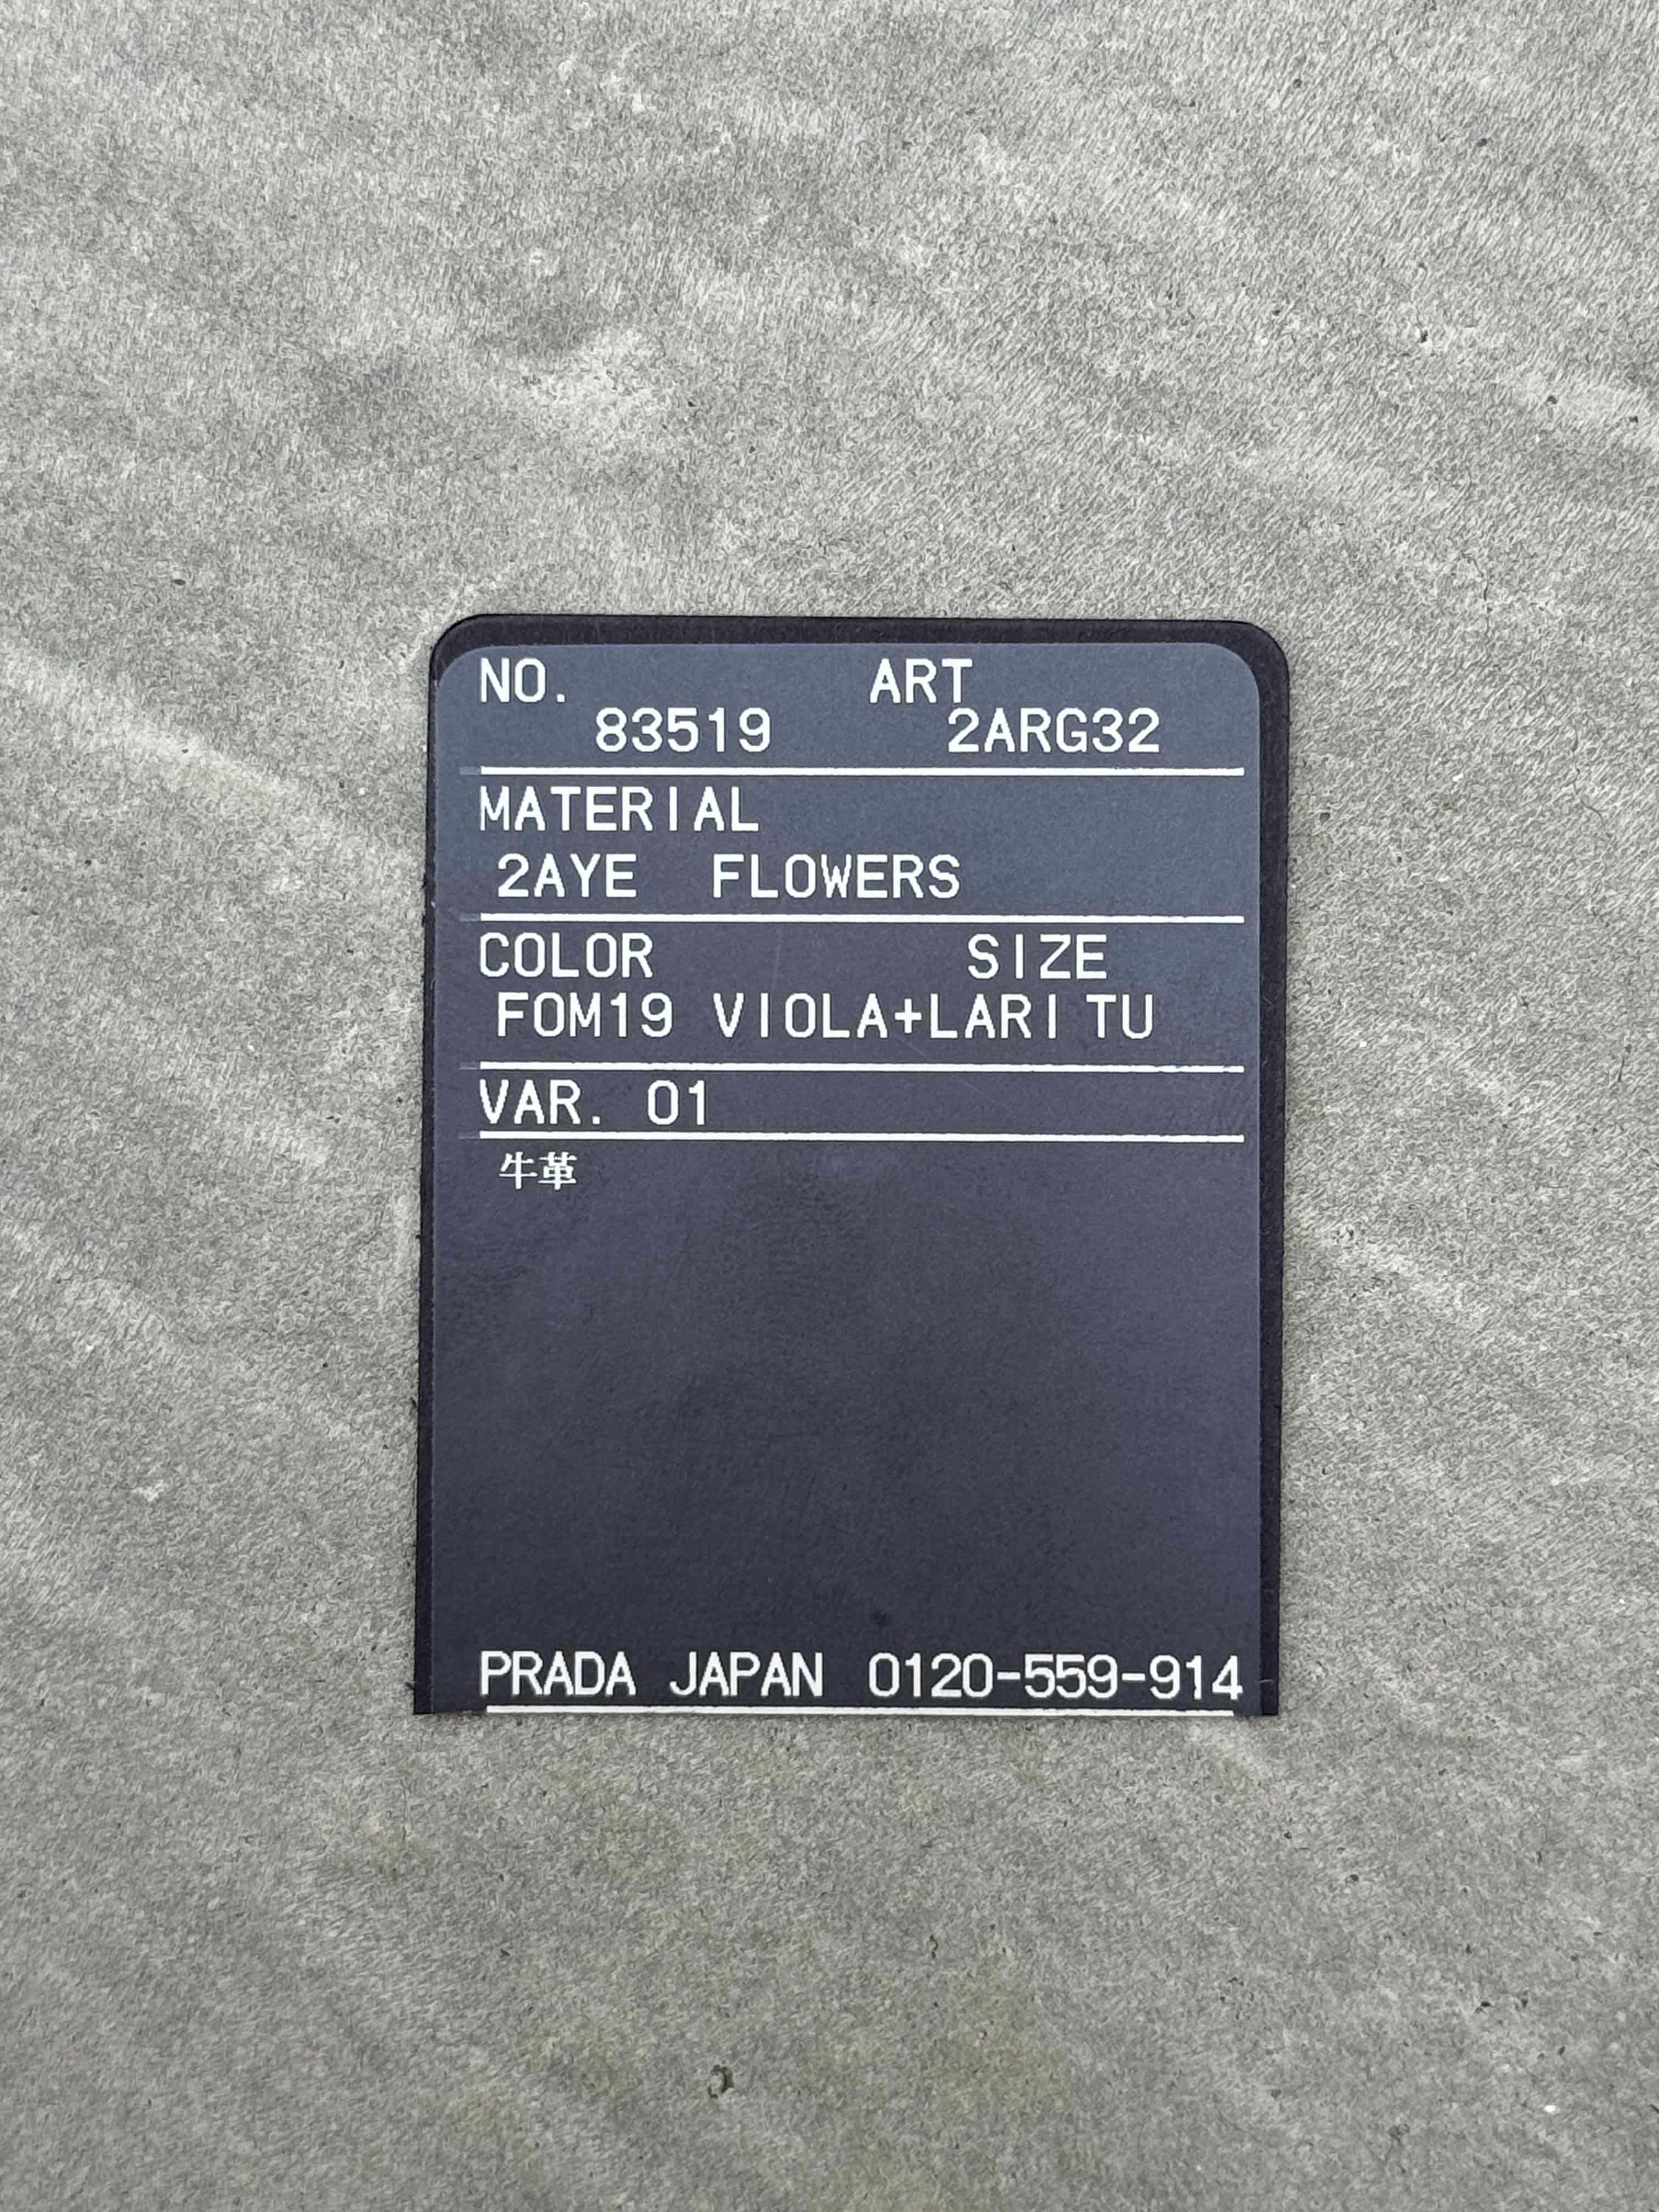 NO. ART
83519 2ARG32
MATERIAL
2AYE FLOWERS
COLOR SIZE
F0M19 VIOLA+LARI TU
VAR. 01
牛革
PRADA JAPAN 0120-559-914